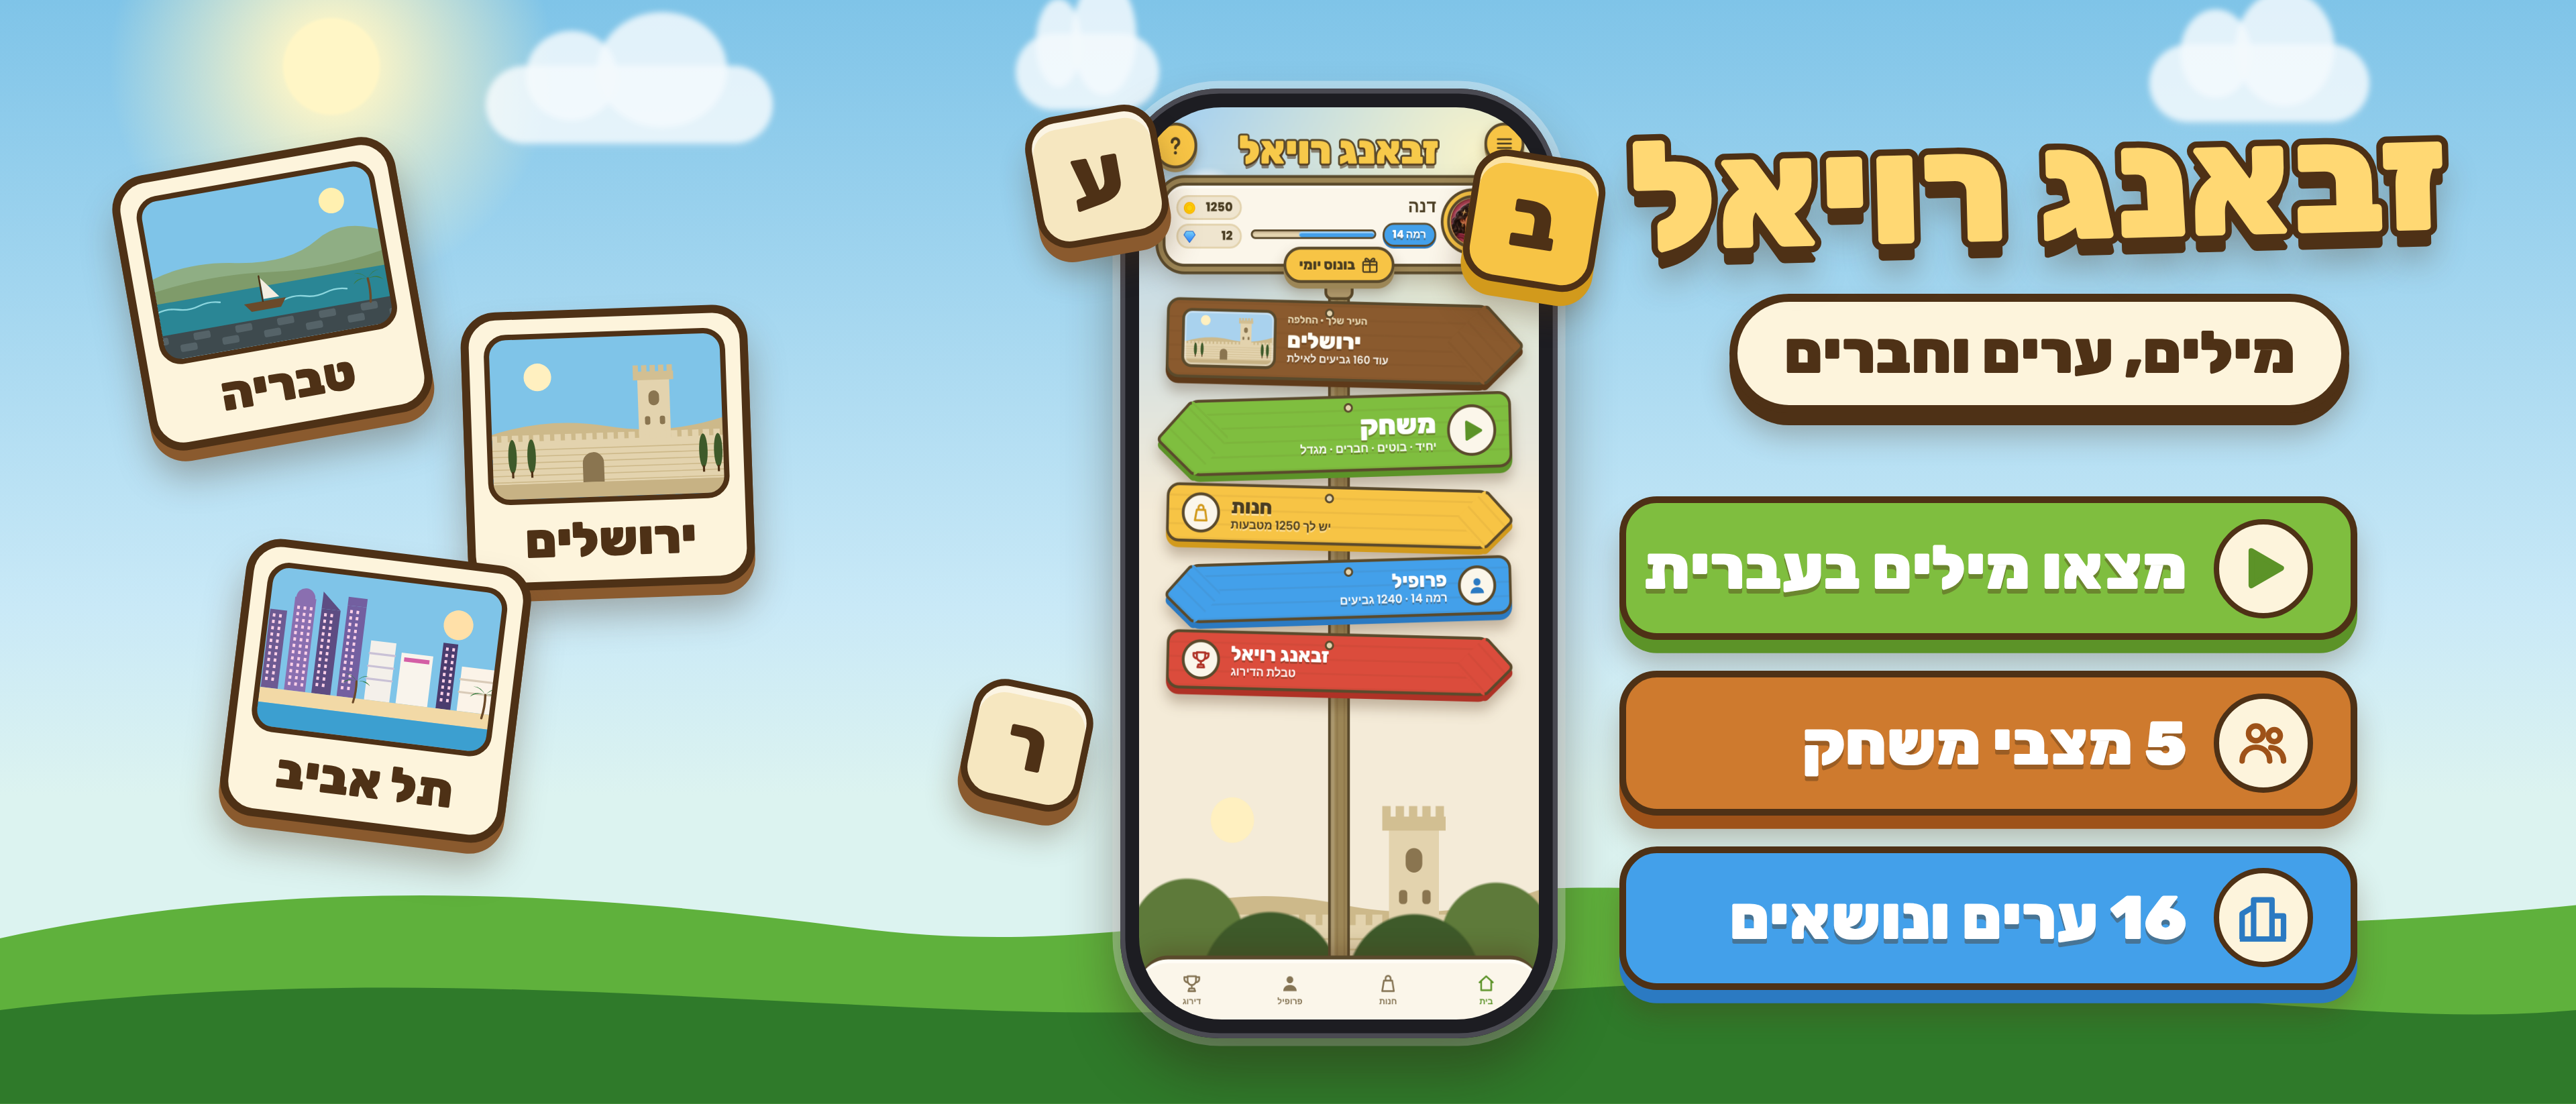 זבאנג רויאל
מילים, ערים וחברים
מצאו מילים בעברית
5 מצבי משחק
16 ערים ונושאים
ב
ע
ר
?
זבאנג רויאל
דנה
רמה 14
1250
12
בונוס יומי
העיר שלך • החלפה
ירושלים
עוד 160 גביעים לאילת
משחק
יחיד · בוטים · חברים · מגדל
חנות
יש לך 1250 מטבעות
פרופיל
רמה 14 · 1240 גביעים
זבאנג רויאל
טבלת הדירוג
בית
חנות
פרופיל
דירוג
טבריה
ירושלים
תל אביב